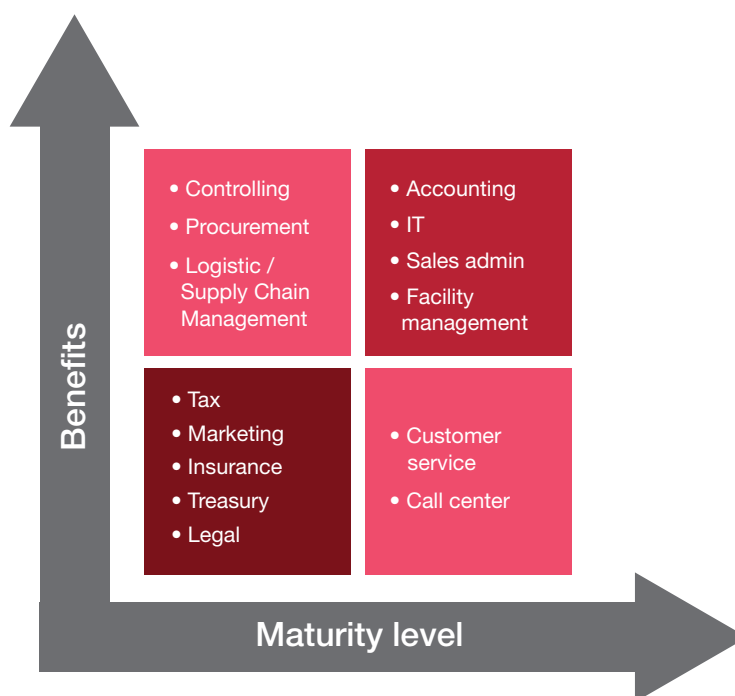 Benefits
• Controlling
• Procurement
• Logistic /
Supply Chain
Management
• Accounting
• IT
• Sales admin
• Facility
management
• Tax
• Marketing
• Insurance
• Treasury
• Legal
• Customer
service
• Call center
Maturity level